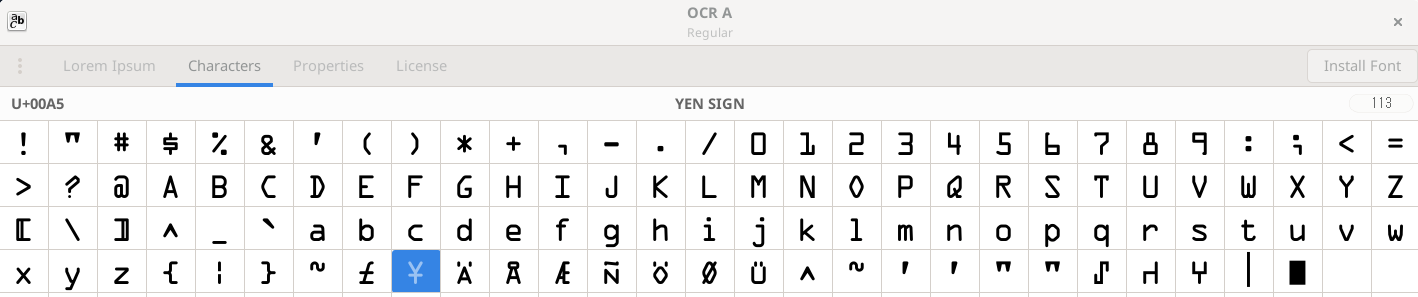 abc
OCR A
Regular
Lorem Ipsum Characters Properties License Install Font
U+00A5 YEN SIGN 113
! " # $ % & ' ( ) * + , - . / 0 1 2 3 4 5 6 7 8 9 : ; < =
> ? @ A B C D E F G H I J K L M N O P Q R S T U V W X Y Z
[ \ ] ^ _ ` a b c d e f g h i j k l m n o p q r s t u v w
x y z { ¦ } ~ £ ¥ Ä Å Æ Ñ Ö Ø Ü ˆ ˜ ‘ ’ “ ” ⑀ ⑁ ⑂ | ■